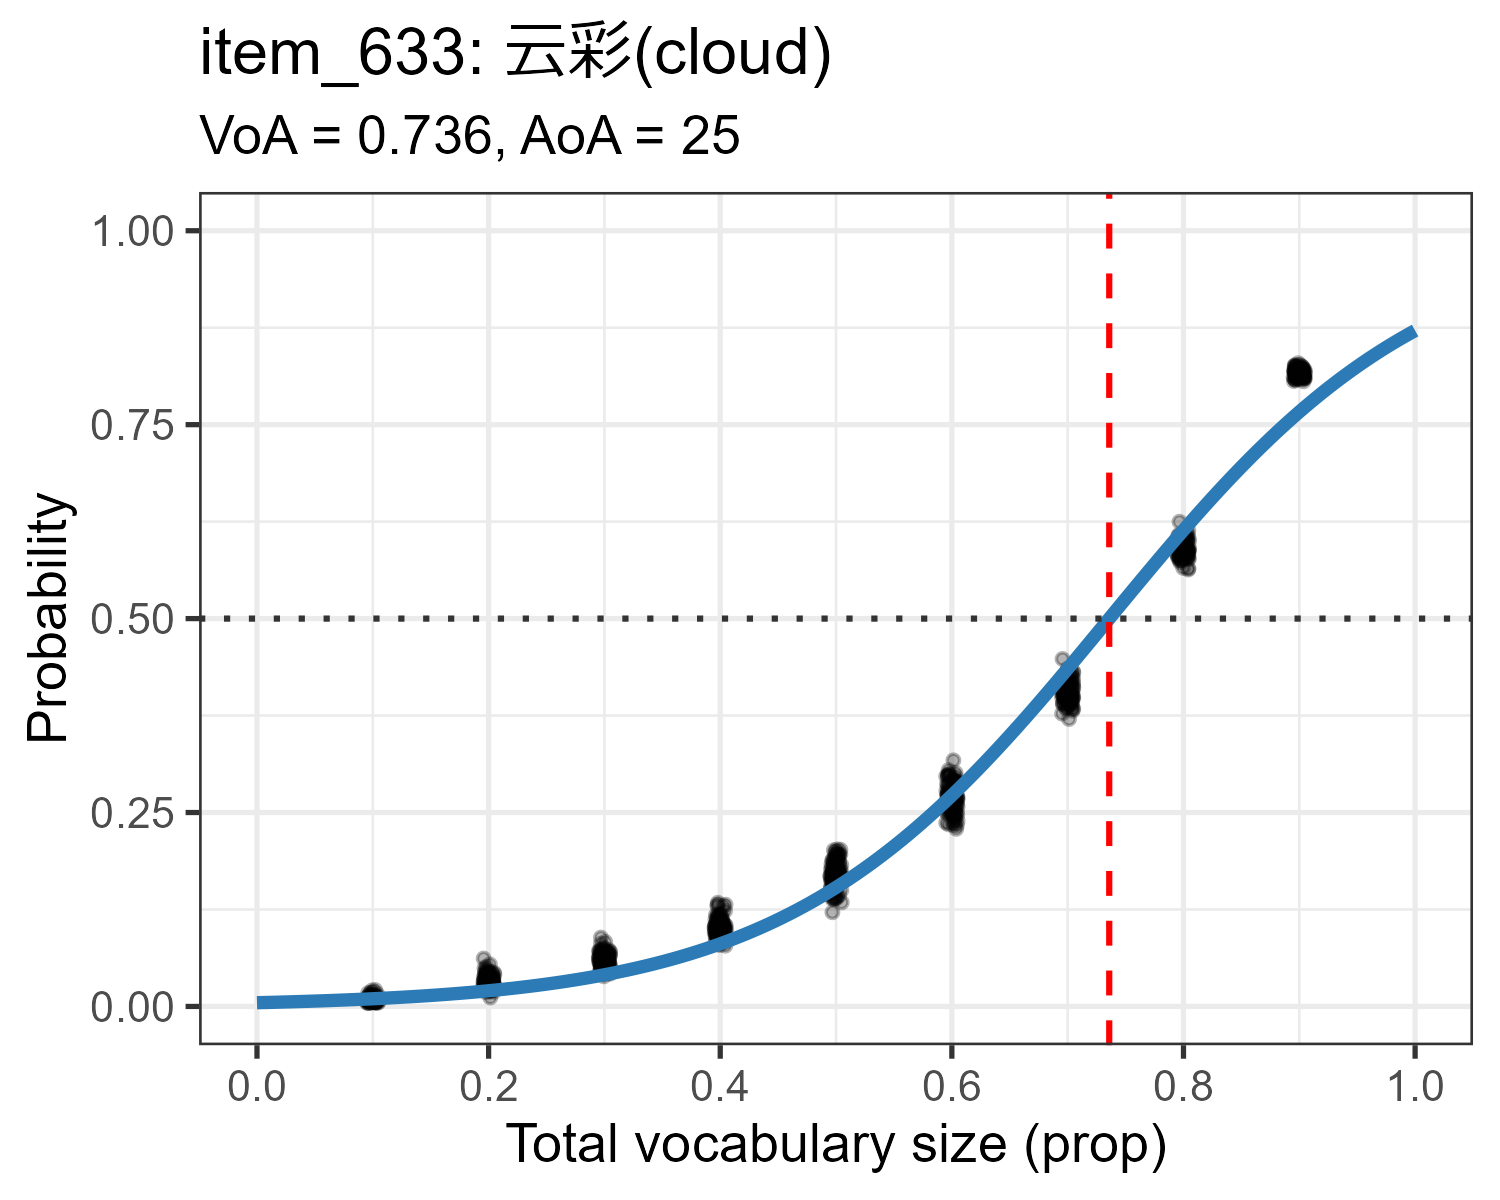 item_633: 云彩(cloud)
VoA = 0.736, AoA = 25
1.00
0.75
0.50
0.25
0.00
Probability
0.0 0.2 0.4 0.6 0.8 1.0
Total vocabulary size (prop)